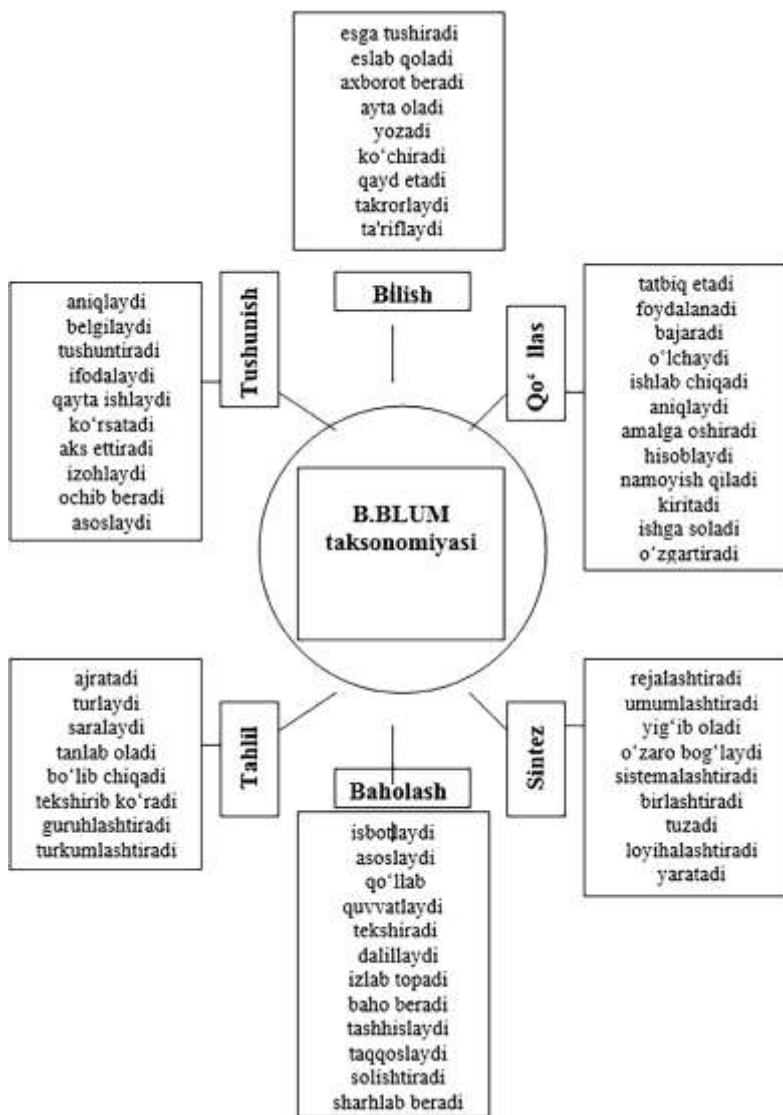 esga tushiradi
eslab qoladi
axborot beradi
ayta oladi
yozadi
ko‘chiradi
qayd etadi
takrorlaydi
ta'riflaydi
Bilish
aniqlaydi
belgilaydi
tushuntiradi
ifodalaydi
qayta ishlaydi
ko‘rsatadi
aks ettiradi
izohlaydi
ochib beradi
asoslaydi
Tushunish
Qo‘ llas
tatbiq etadi
foydalanadi
bajaradi
o‘lchaydi
ishlab chiqadi
aniqlaydi
amalga oshiradi
hisoblaydi
namoyish qiladi
kiritadi
ishga soladi
o‘zgartiradi
B.BLUM
taksonomiyasi
ajratadi
turlaydi
saralaydi
tanlab oladi
bo‘lib chiqadi
tekshirib ko‘radi
guruhlashtiradi
turkumlashtiradi
Tahlil
Baholash
isbotlaydi
asoslaydi
qo‘llab
quvvatlaydi
tekshiradi
dalillaydi
izlab topadi
baho beradi
tashhislaydi
taqqoslaydi
solishtiradi
sharhlab beradi
Sintez
rejalashtiradi
umumlashtiradi
yig‘ib oladi
o‘zaro bog‘laydi
sistemalashtiradi
birlashtiradi
tuzadi
loyihalashtiradi
yaratadi